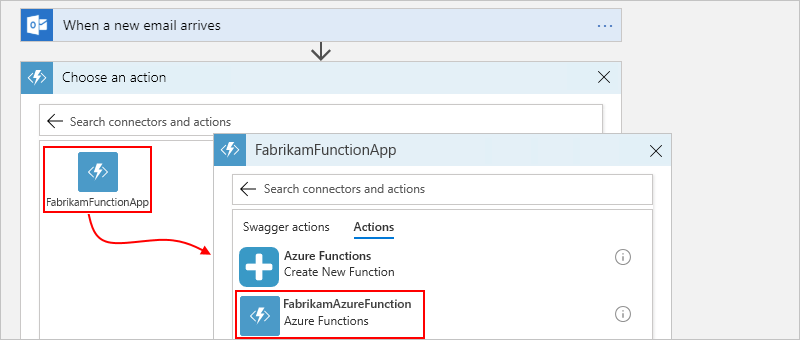 When a new email arrives
Choose an action
Search connectors and actions
FabrikamFunctionApp
FabrikamFunctionApp
Search connectors and actions
Swagger actions
Actions
Azure Functions
Create New Function
FabrikamAzureFunction
Azure Functions